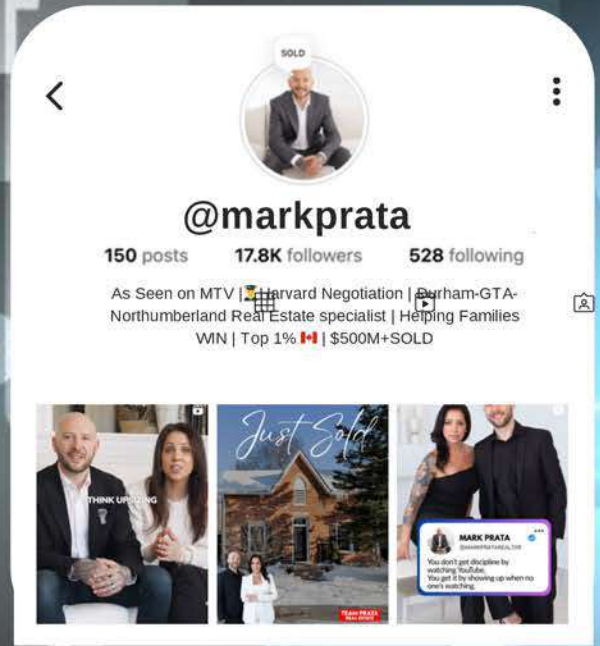 SOLD
@markprata
150 posts 17.8K followers 528 following
As Seen on MTV |👨‍🎓Harvard Negotiation | Durham-GTA-
Northumberland Real Estate specialist | Helping Families
WIN | Top 1% 🇨🇦 | $500M+SOLD
THINK UPSIZING
Just Sold
TEAM PRATA
REAL ESTATE
MARK PRATA
@MARKPRATAREALTOR
You don't get discipline by
watching YouTube.
You get it by showing up when no
one's watching.